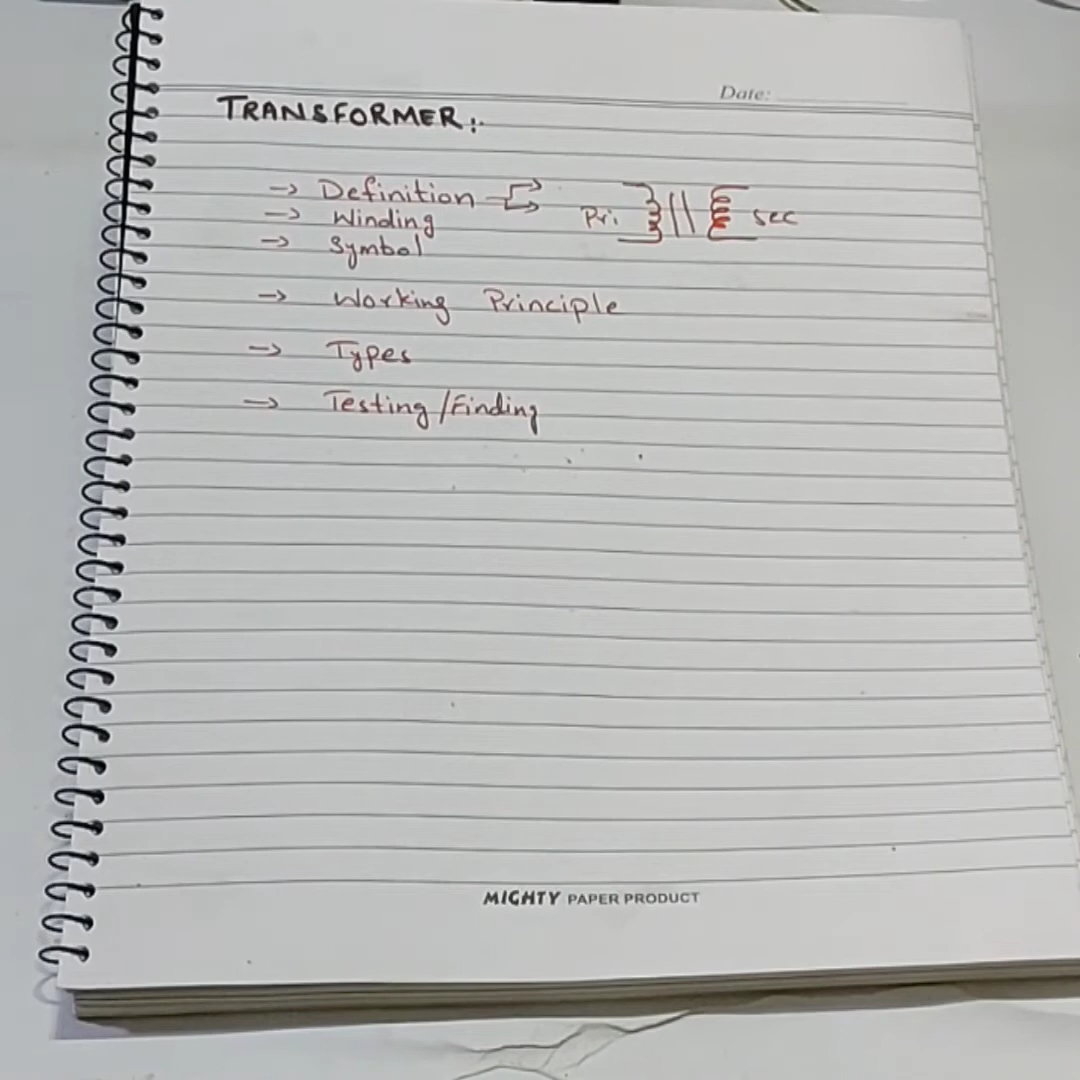 Date:
TRANSFORMER:
→ Definition
→ Winding
Pri. sec
→ Symbol
→ Working Principle
→ Types
→ Testing/Finding
MIGHTY PAPER PRODUCT